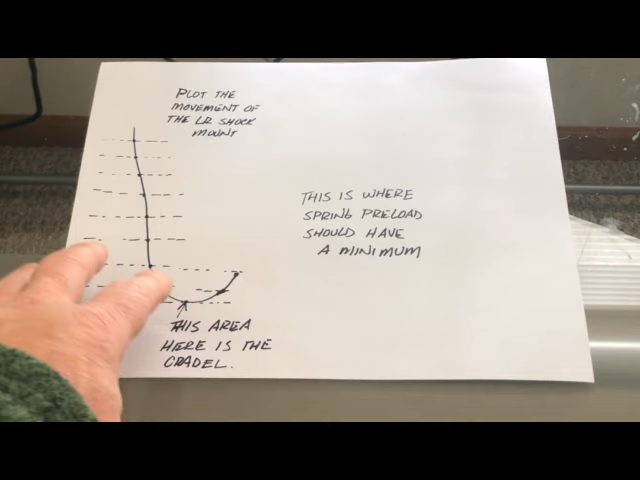 PLOT THE
MOVEMENT OF
THE LR SHOCK
MOUNT
THIS IS WHERE
SPRING PRELOAD
SHOULD HAVE
A MINIMUM
THIS AREA
HERE IS THE
CRADEL.